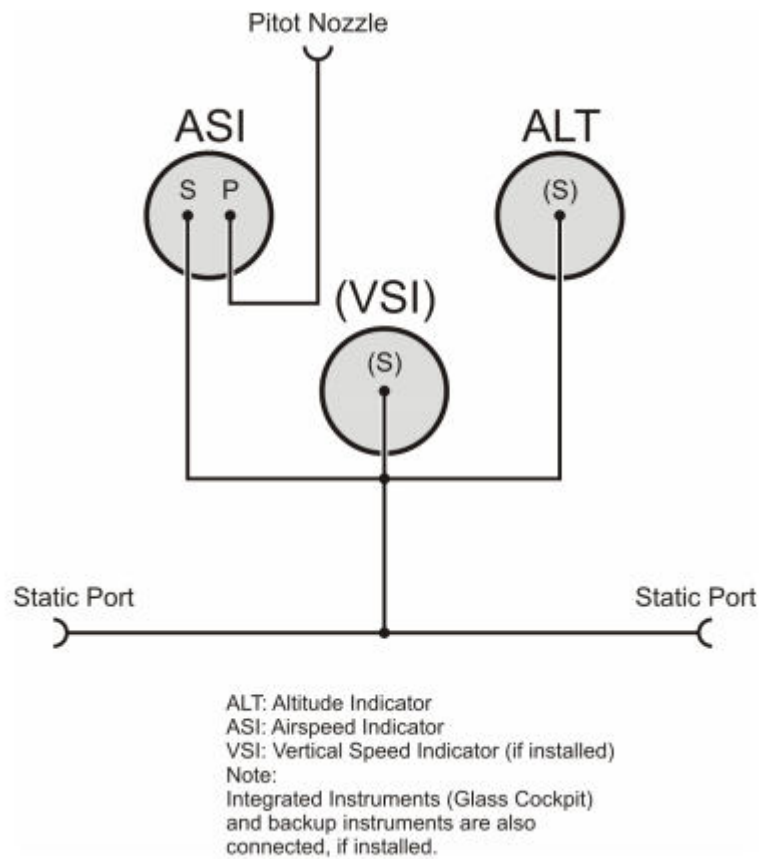 Pitot Nozzle
ASI
ALT
S P
(S)
(VSI)
(S)
Static Port
Static Port
ALT: Altitude Indicator
ASI: Airspeed Indicator
VSI: Vertical Speed Indicator (if installed)
Note:
Integrated Instruments (Glass Cockpit)
and backup instruments are also
connected, if installed.